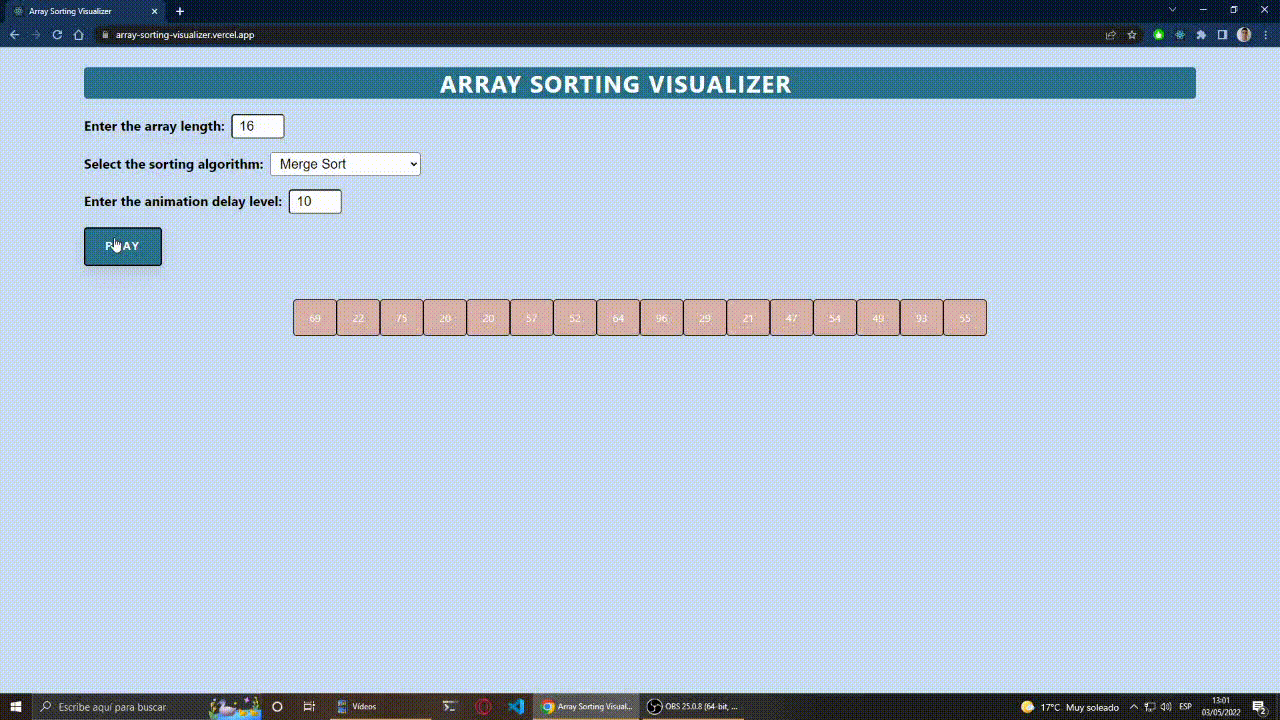 Array Sorting Visualizer
array-sorting-visualizer.vercel.app
ARRAY SORTING VISUALIZER
Enter the array length: 16
Select the sorting algorithm: Merge Sort
Enter the animation delay level: 10
PLAY
69 22 75 20 20 57 52 64 96 29 21 47 54 49 93 55
Escribe aquí para buscar
Vídeos
Array Sorting Visual...
OBS 25.0.8 (64-bit, ...
17°C Muy soleado
ESP
13:01
03/05/2022
2